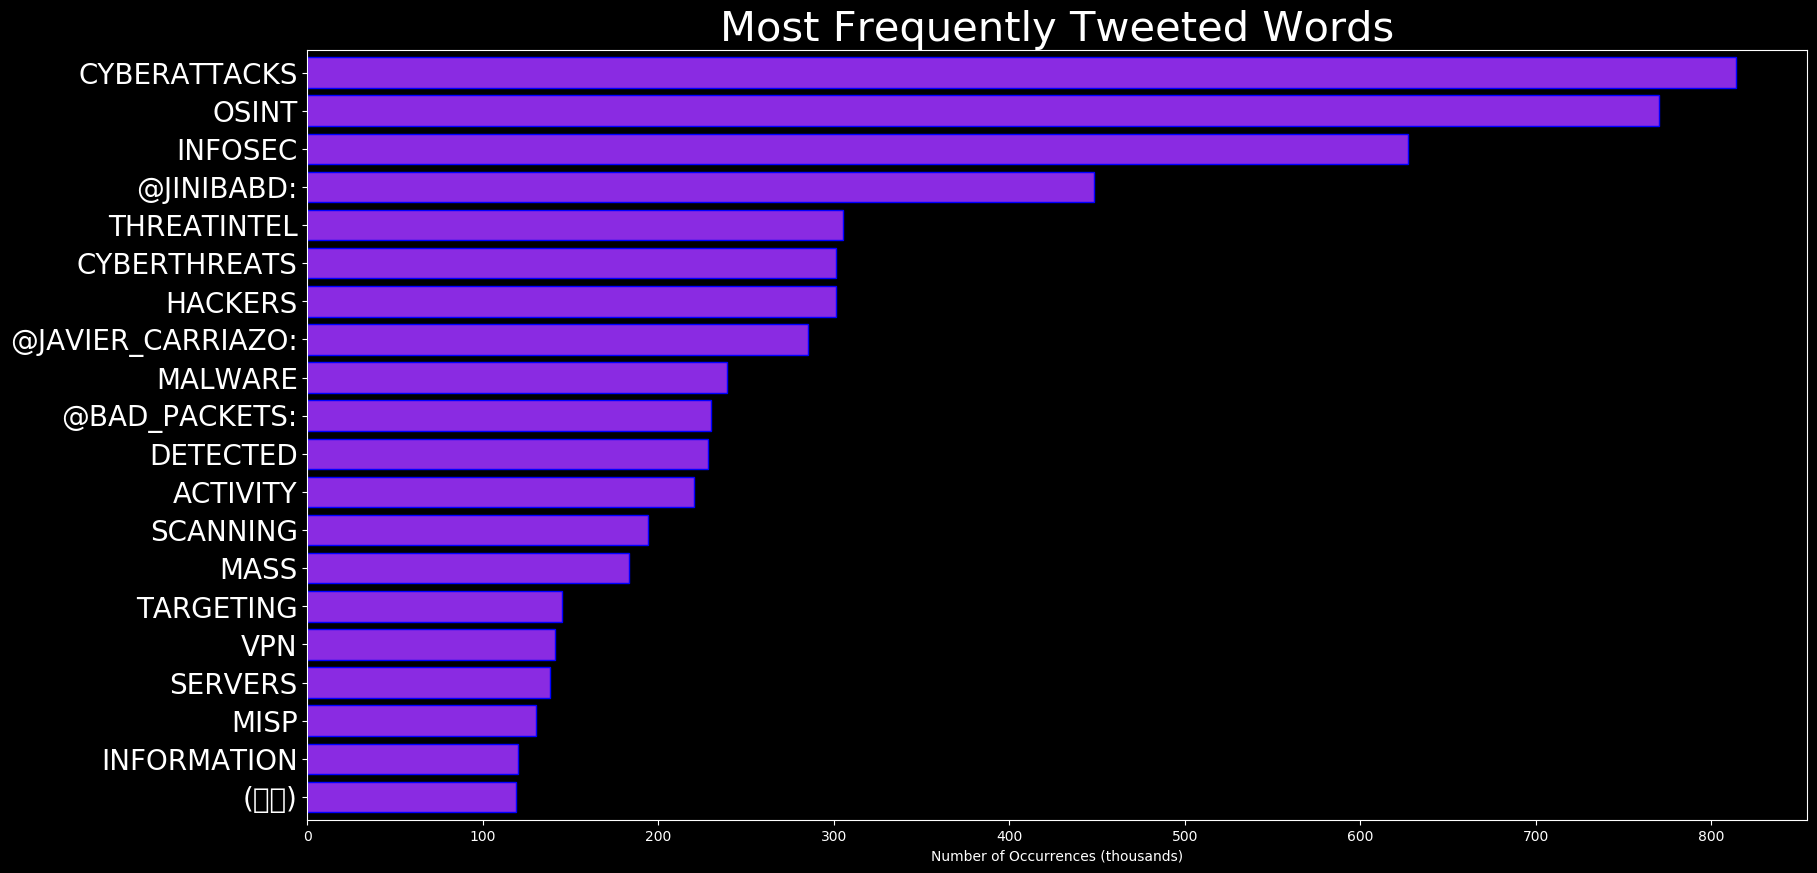 Most Frequently Tweeted Words
CYBERATTACKS
OSINT
INFOSEC
@JINIBABD:
THREATINTEL
CYBERTHREATS
HACKERS
@JAVIER_CARRIAZO:
MALWARE
@BAD_PACKETS:
DETECTED
ACTIVITY
SCANNING
MASS
TARGETING
VPN
SERVERS
MISP
INFORMATION
(▯▯)
0 100 200 300 400 500 600 700 800
Number of Occurrences (thousands)